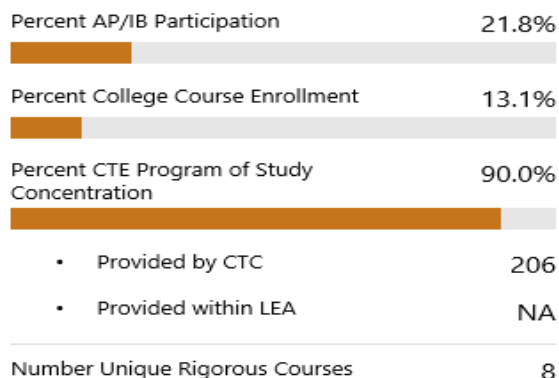 Percent AP/IB Participation 21.8%
Percent College Course Enrollment 13.1%
Percent CTE Program of Study 90.0%
Concentration
• Provided by CTC 206
• Provided within LEA NA
Number Unique Rigorous Courses 8